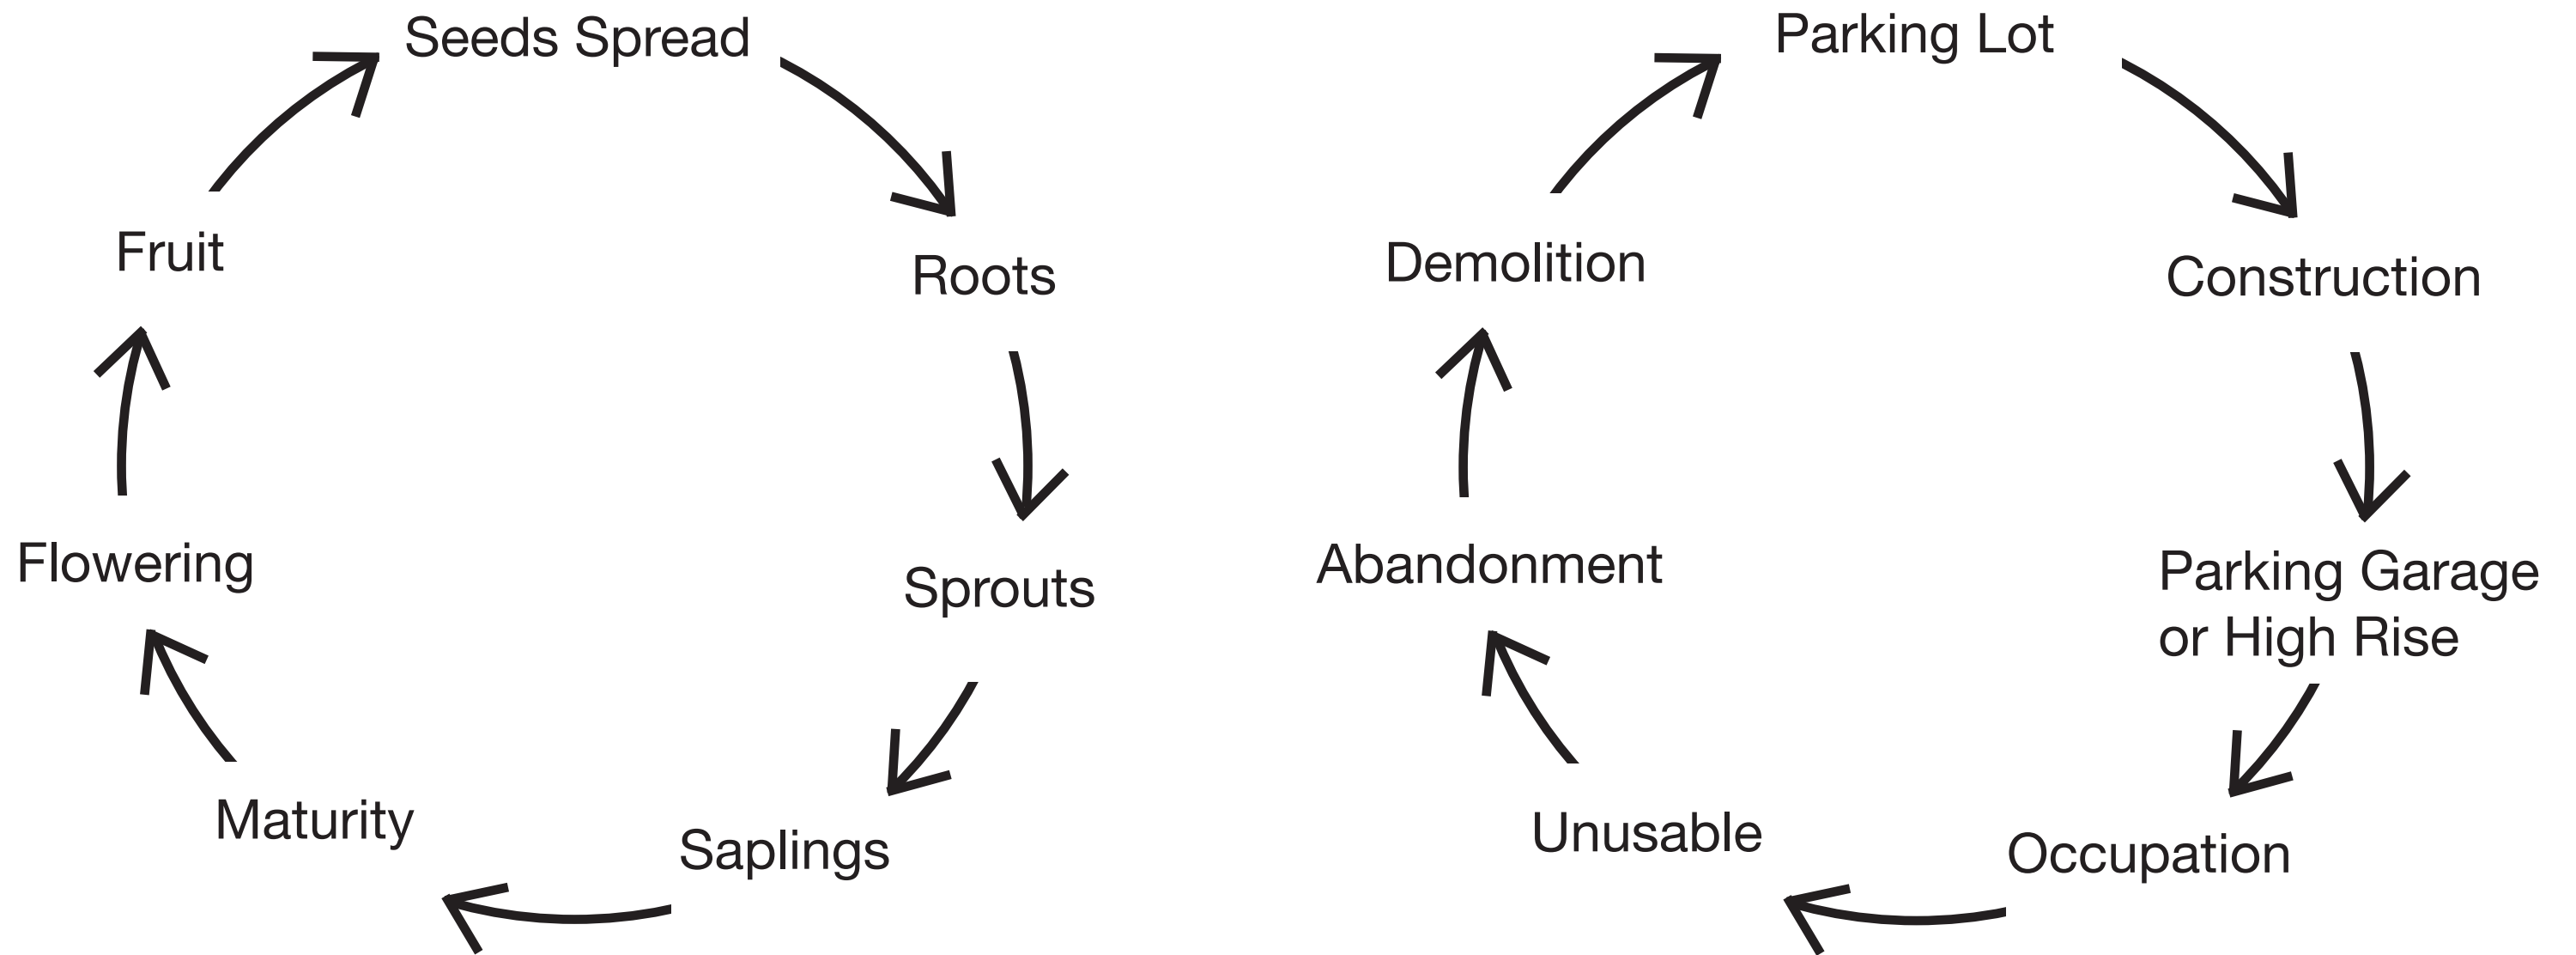 Seeds Spread
Roots
Sprouts
Saplings
Maturity
Flowering
Fruit
Parking Lot
Construction
Parking Garage
or High Rise
Occupation
Unusable
Abandonment
Demolition